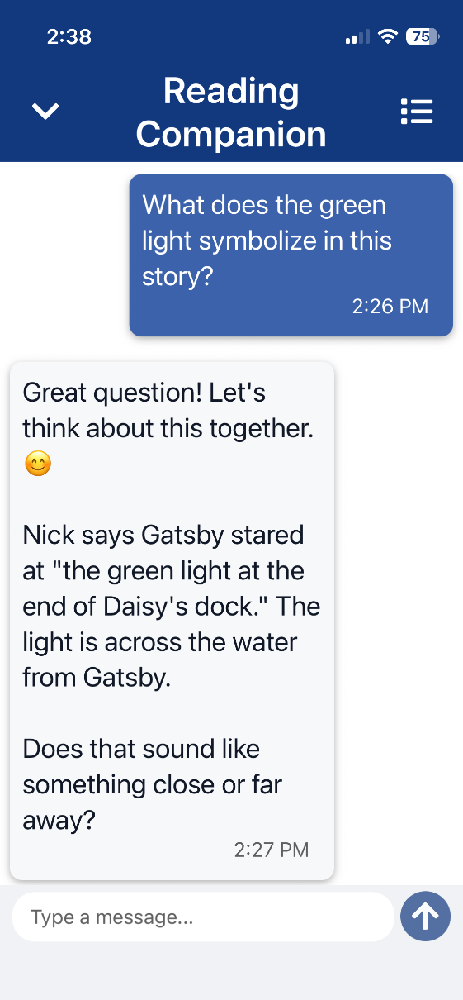 2:38
75
Reading
Companion
What does the green
light symbolize in this
story?
2:26 PM
Great question! Let's
think about this together.
😊
Nick says Gatsby stared
at "the green light at the
end of Daisy's dock." The
light is across the water
from Gatsby.
Does that sound like
something close or far
away?
2:27 PM
Type a message...